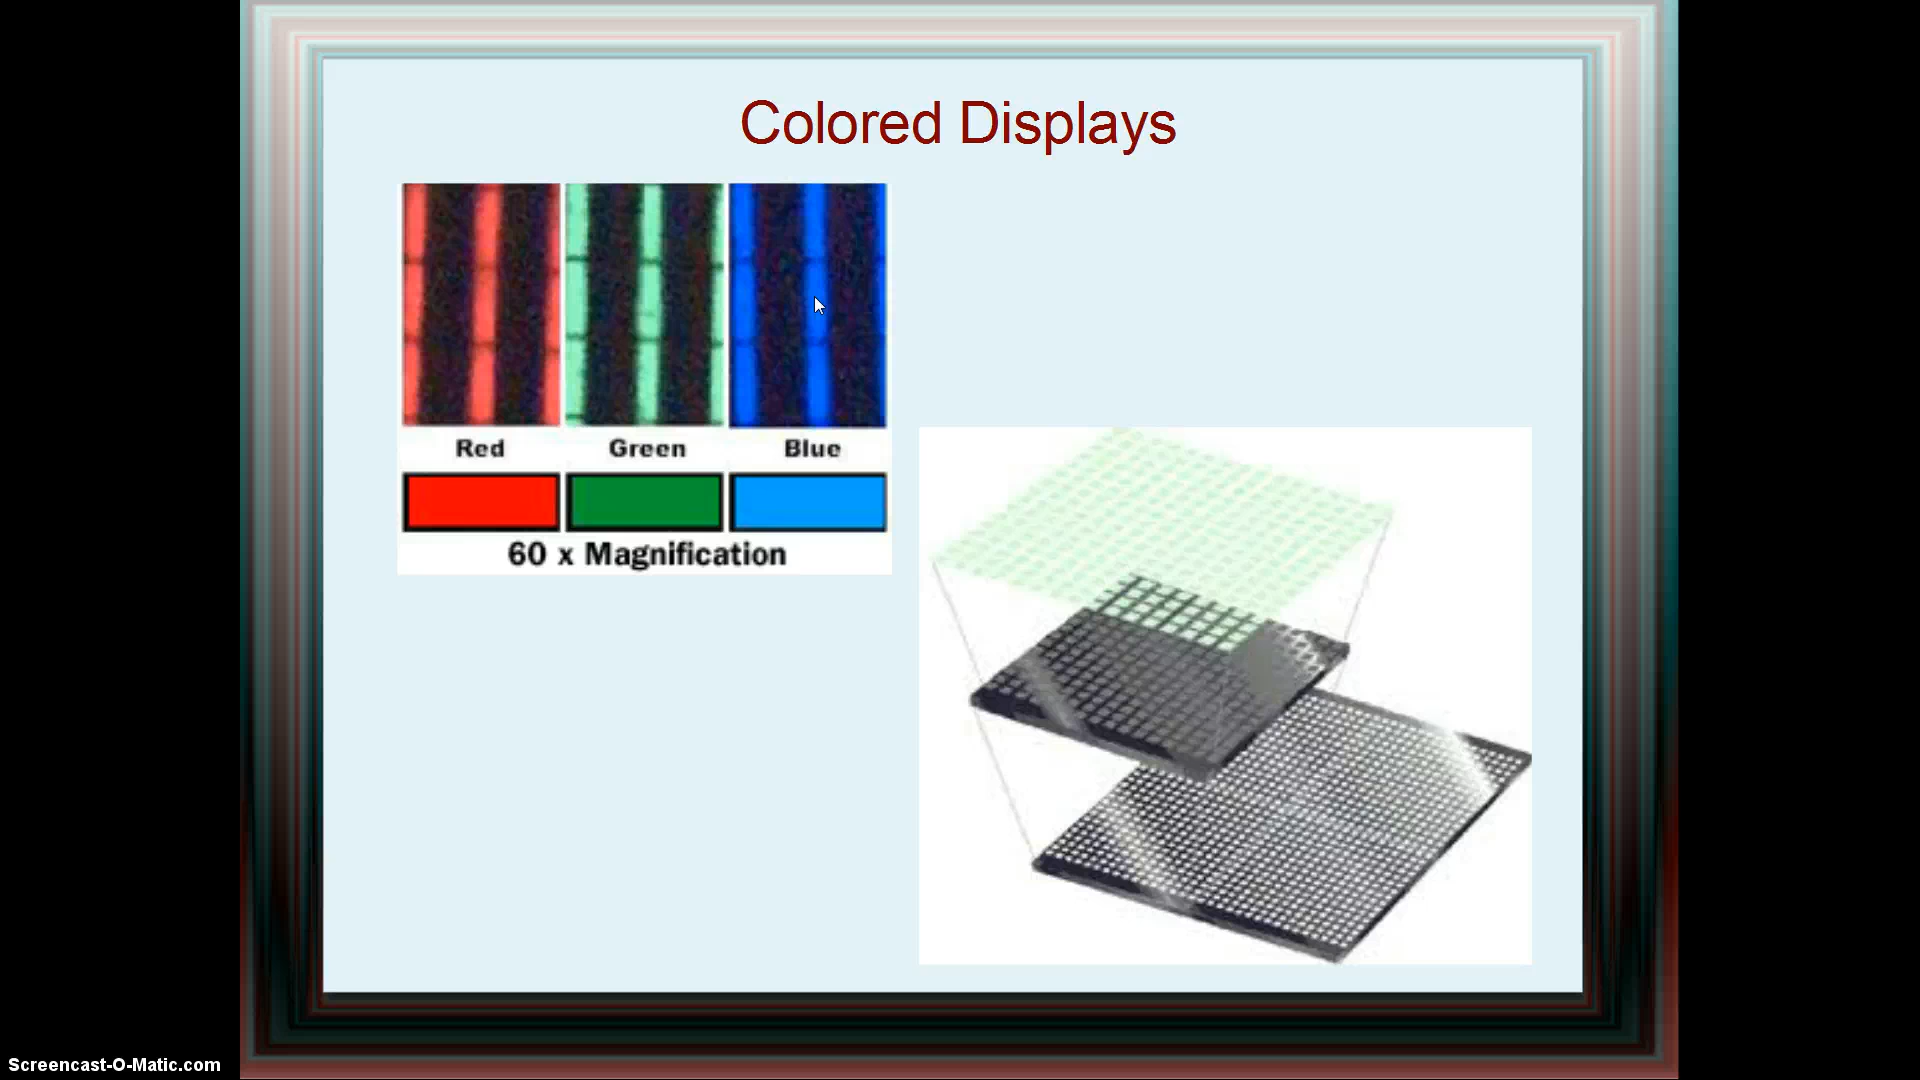 Colored Displays
Red Green Blue
60 x Magnification
Screencast-O-Matic.com